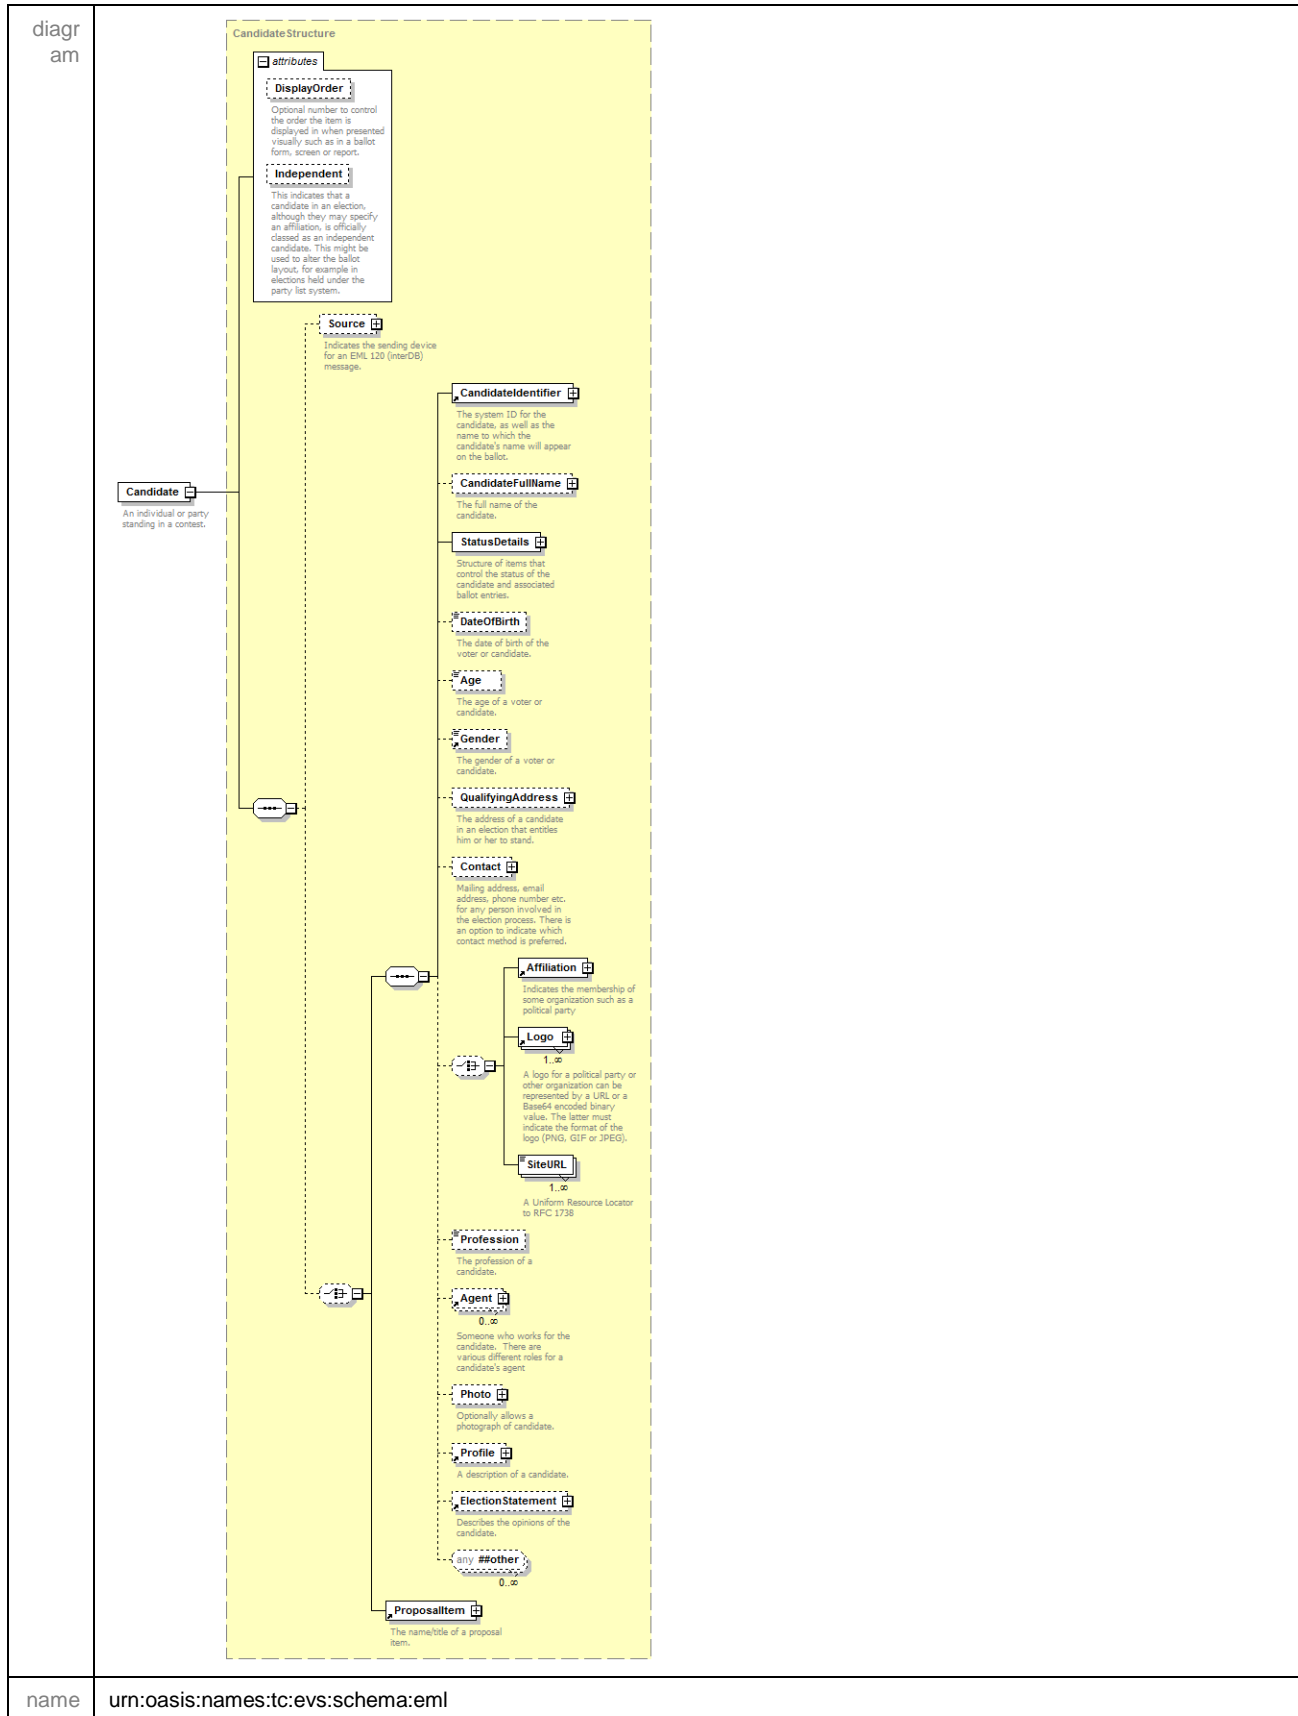 diagr
am
CandidateStructure
attributes
DisplayOrder
Optional number to control
the order the item is
displayed in when presented
visually such as in a ballot
form, screen or report.
Independent
This indicates that a
candidate in an election,
although they may specify
an affiliation, is officially
classed as an independent
candidate. This might be
used to alter the ballot
layout, for example in
elections held under the
party list system.
Source
Indicates the sending device
for an EML 120 (interDB)
message.
CandidateIdentifier
The system ID for the
candidate, as well as the
name to which the
candidate's name will appear
on the ballot.
CandidateFullName
The full name of the
candidate.
Candidate
An individual or party
standing in a contest.
StatusDetails
Structure of items that
control the status of the
candidate and associated
ballot entries.
DateOfBirth
The date of birth of the
voter or candidate.
Age
The age of a voter or
candidate.
Gender
The gender of a voter or
candidate.
QualifyingAddress
The address of a candidate
in an election that entitles
him or her to stand.
Contact
Mailing address, email
address, phone number etc.
for any person involved in
the election process. There is
an option to indicate which
contact method is preferred.
Affiliation
Indicates the membership of
some organization such as a
political party
Logo
1..∞
A logo for a political party or
other organization can be
represented by a URL or a
Base64 encoded binary
value. The latter must
indicate the format of the
logo (PNG, GIF or JPEG).
SiteURL
1..∞
A Uniform Resource Locator
to RFC 1738
Profession
The profession of a
candidate.
Agent
0..∞
Someone who works for the
candidate. There are
various different roles for a
candidate's agent
Photo
Optionally allows a
photograph of candidate.
Profile
A description of a candidate.
ElectionStatement
Describes the opinions of the
candidate.
any ##other
0..∞
ProposalItem
The name/title of a proposal
item.
name urn:oasis:names:tc:evs:schema:eml